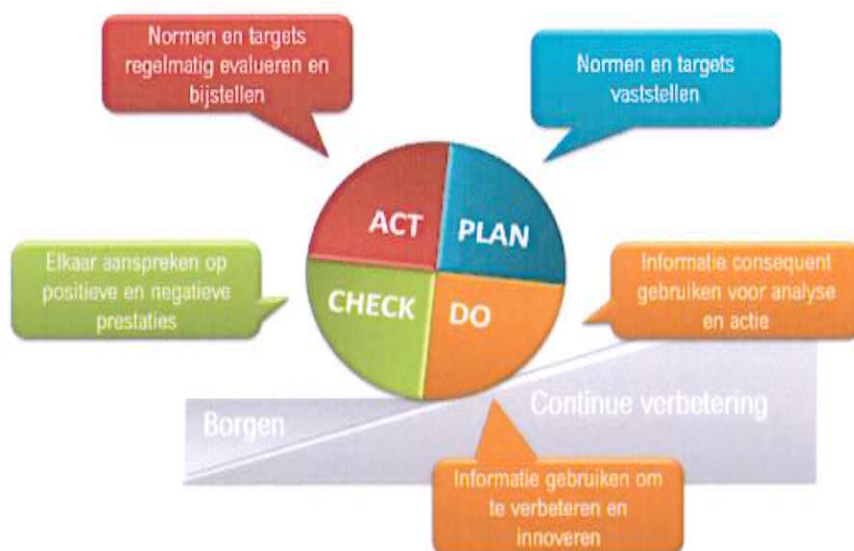 Normen en targets
regelmatig evalueren en
bijstellen
Normen en targets
vaststellen
ACT
PLAN
Elkaar aanspreken op
positieve en negatieve
prestaties
CHECK
DO
Informatie consequent
gebruiken voor analyse
en actie
Borgen
Continue verbetering
Informatie gebruiken om
te verbeteren en
innoveren